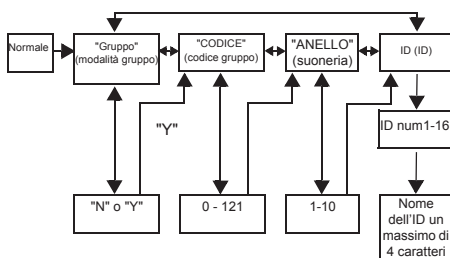 Normale
"Gruppo"
(modalità gruppo)
"CODICE"
(codice gruppo)
"ANELLO"
(suoneria)
ID (ID)
"Y"
ID num1-16
"N" o "Y"
0 - 121
1-10
Nome
dell'ID un
massimo di
4 caratteri